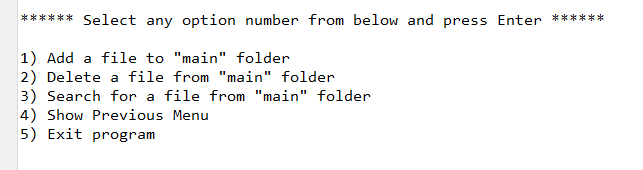 ****** Select any option number from below and press Enter ******
1) Add a file to "main" folder
2) Delete a file from "main" folder
3) Search for a file from "main" folder
4) Show Previous Menu
5) Exit program